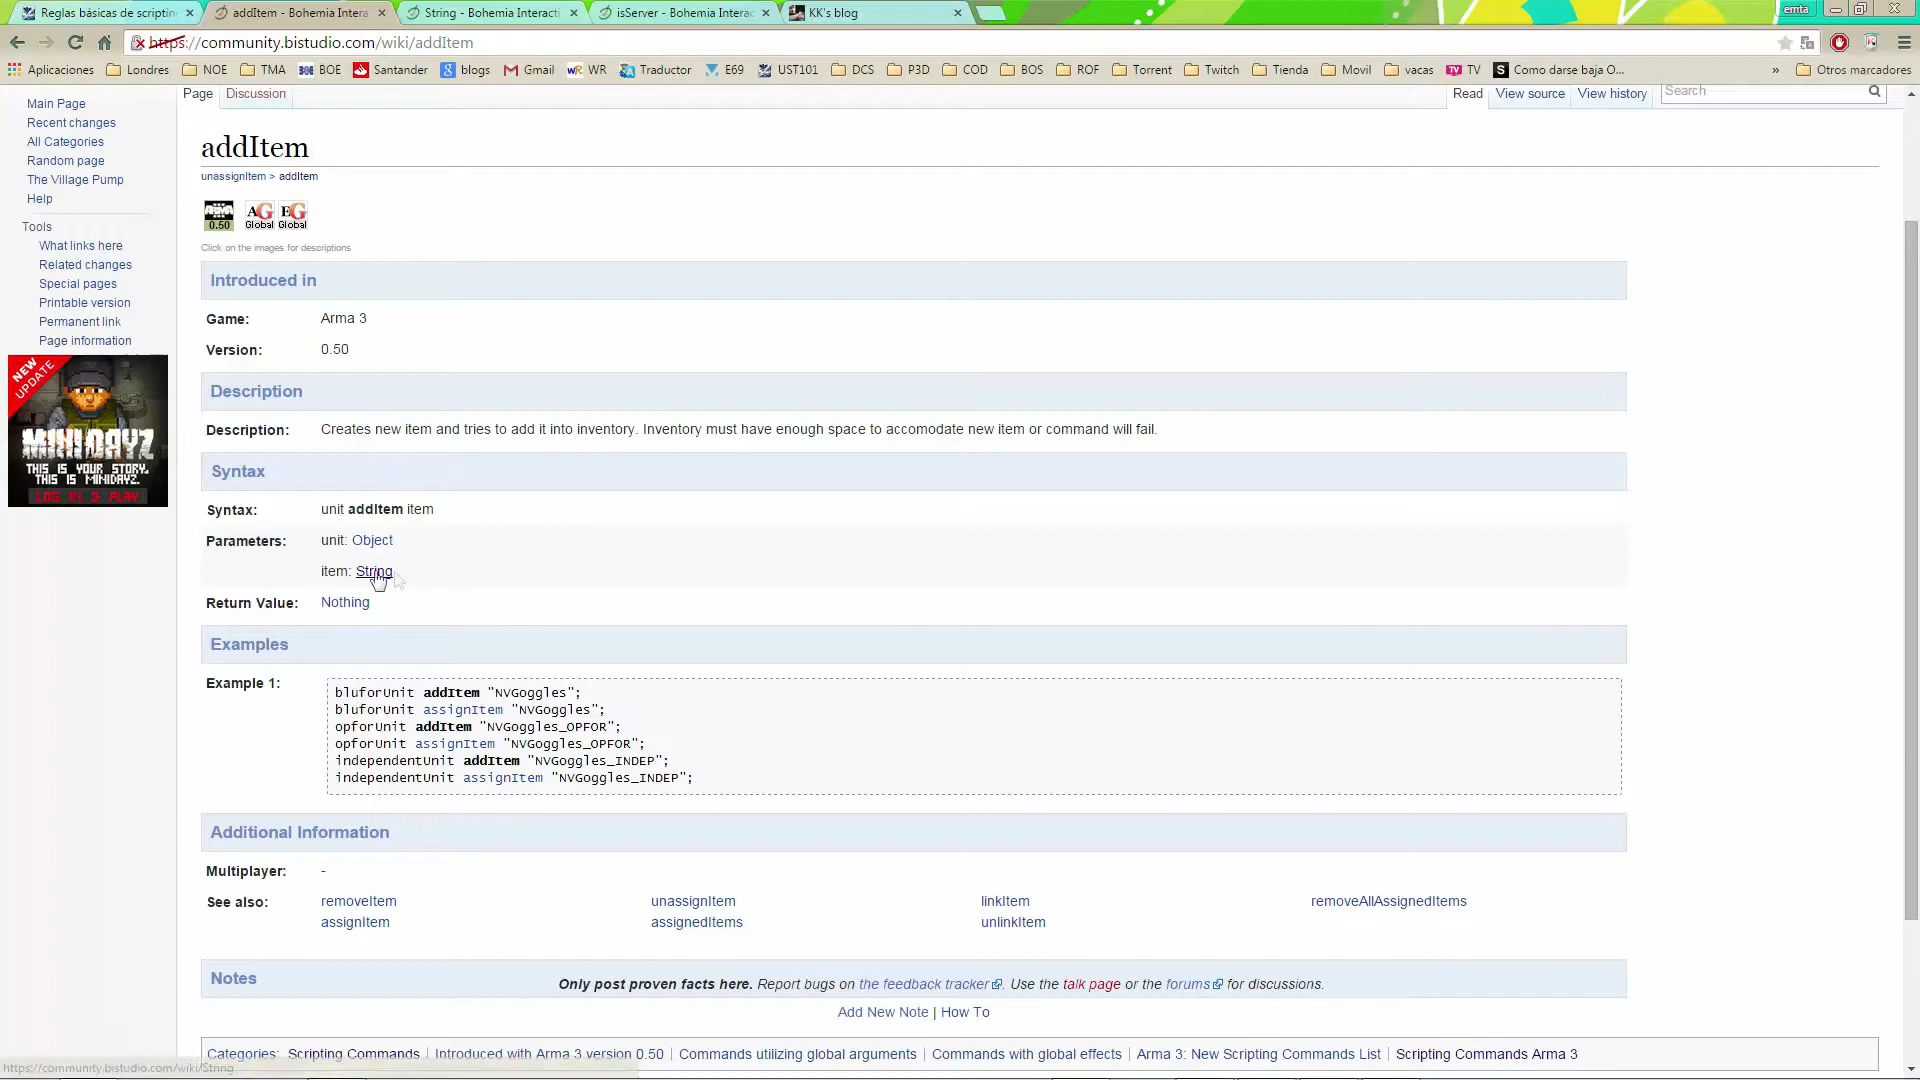 Reglas básicas de scriptin
addItem - Bohemia Intera
String - Bohemia Interacti
isServer - Bohemia Interac
KK's blog
emta
https://community.bistudio.com/wiki/addItem
Aplicaciones Londres NOE TMA BOE Santander blogs Gmail WR Traductor E69 UST101 DCS P3D COD BOS ROF Torrent Twitch Tienda Movil vacas TV Como darse baja O... » Otros marcadores
Page Discussion Read View source View history Search
Main Page
Recent changes
All Categories
Random page
The Village Pump
Help
Tools
What links here
Related changes
Special pages
Printable version
Permanent link
Page information
NEW UPDATE
MINIDAYZ
THIS IS YOUR STORY.
THIS IS MINIDAYZ.
LOG IN & PLAY
addItem
unassignItem > addItem
ARMA 0.50 AG Global EG Global
Click on the images for descriptions
Introduced in
Game: Arma 3
Version: 0.50
Description
Description: Creates new item and tries to add it into inventory. Inventory must have enough space to accomodate new item or command will fail.
Syntax
Syntax: unit addItem item
Parameters: unit: Object
item: String
Return Value: Nothing
Examples
Example 1:
bluforUnit addItem "NVGoggles";
bluforUnit assignItem "NVGoggles";
opforUnit addItem "NVGoggles_OPFOR";
opforUnit assignItem "NVGoggles_OPFOR";
independentUnit addItem "NVGoggles_INDEP";
independentUnit assignItem "NVGoggles_INDEP";
Additional Information
Multiplayer: -
See also: removeItem unassignItem linkItem removeAllAssignedItems
assignItem assignedItems unlinkItem
Notes
Only post proven facts here. Report bugs on the feedback tracker. Use the talk page or the forums for discussions.
Add New Note | How To
Categories: Scripting Commands | Introduced with Arma 3 version 0.50 | Commands utilizing global arguments | Commands with global effects | Arma 3: New Scripting Commands List | Scripting Commands Arma 3
https://community.bistudio.com/wiki/String